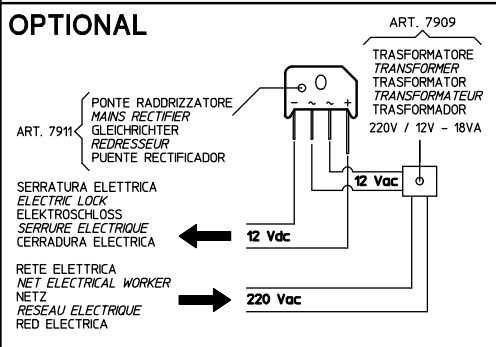 OPTIONAL
ART. 7909
TRASFORMATORE
TRANSFORMER
TRASFORMATOR
TRANSFORMATEUR
TRASFORMADOR
220V / 12V - 18VA
ART. 7911
PONTE RADDRIZZATORE
MAINS RECTIFIER
GLEICHRICHTER
REDRESSEUR
PUENTE RECTIFICADOR
- ~ ~ +
12 Vac
SERRATURA ELETTRICA
ELECTRIC LOCK
ELEKTROSCHLOSS
SERRURE ELECTRIQUE
CERRADURA ELECTRICA
12 Vdc
RETE ELETTRICA
NET ELECTRICAL WORKER
NETZ
RESEAU ELECTRIQUE
RED ELECTRICA
220 Vac